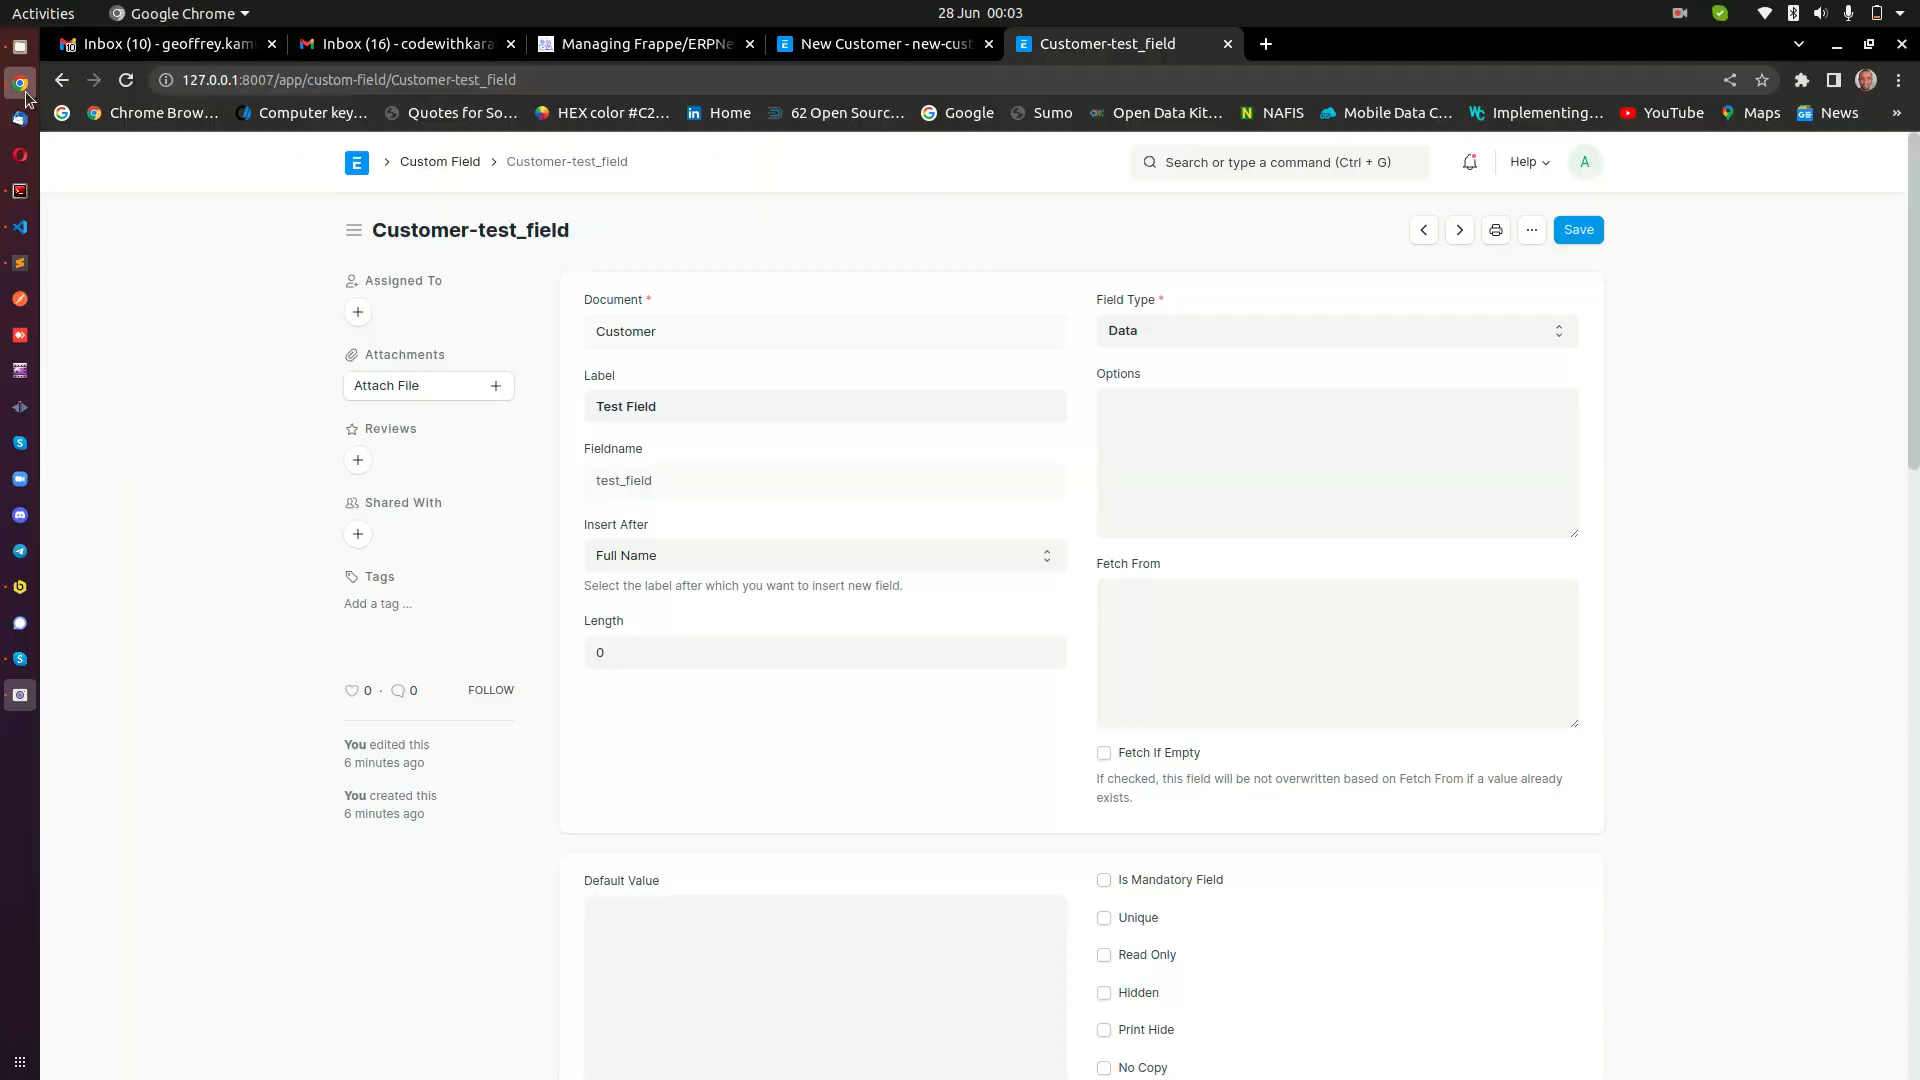 Activities
Google Chrome
28 Jun 00:03
Inbox (10) - geoffrey.kam
Inbox (16) - codewithkara
Managing Frappe/ERPNe
New Customer - new-cust
Customer-test_field
127.0.0.1:8007/app/custom-field/Customer-test_field
Chrome Brow...
Computer key...
Quotes for So...
HEX color #C2...
Home
62 Open Sourc...
Google
Sumo
Open Data Kit...
NAFIS
Mobile Data C...
Implementing...
YouTube
Maps
News
»
E
Custom Field
Customer-test_field
Search or type a command (Ctrl + G)
Help
A
Customer-test_field
Save
Assigned To
Attachments
Attach File
Reviews
Shared With
Tags
Add a tag ...
0 · 0
FOLLOW
You edited this
6 minutes ago
You created this
6 minutes ago
Document *
Customer
Label
Test Field
Fieldname
test_field
Insert After
Full Name
Select the label after which you want to insert new field.
Length
0
Field Type *
Data
Options
Fetch From
Fetch If Empty
If checked, this field will be not overwritten based on Fetch From if a value already
exists.
Default Value
Is Mandatory Field
Unique
Read Only
Hidden
Print Hide
No Copy